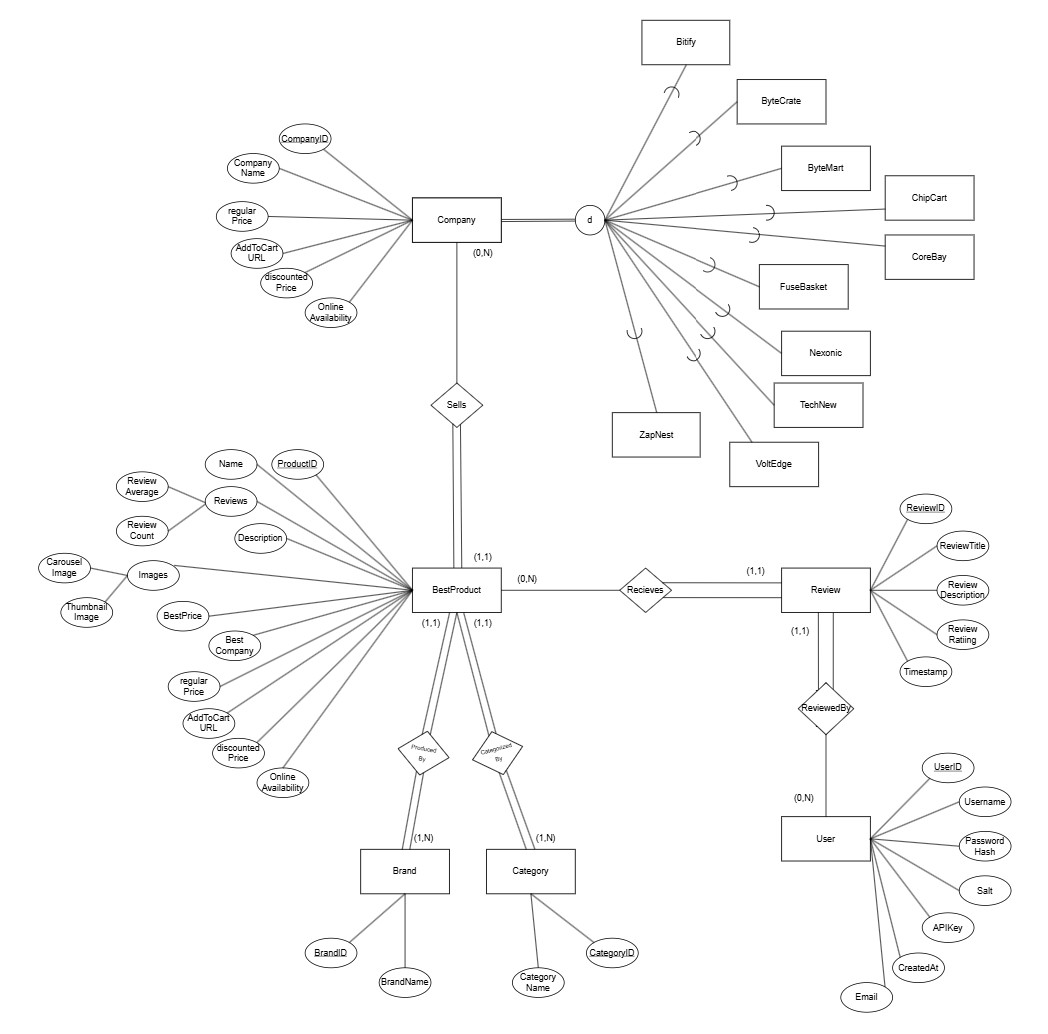 Bitify
ByteCrate
CompanyID
Company
Name
ByteMart
ChipCart
regular
Price
Company
d
AddToCart
URL
(0,N)
CoreBay
discounted
Price
FuseBasket
Online
Availability
Nexonic
Sells
TechNew
ZapNest
VoltEdge
Name
ProductID
Review
Average
Reviews
Review
Count
Description
ReviewID
ReviewTitle
Carousel
Image
Images
(1,1)
(0,N)
(1,1)
BestProduct
Recieves
Review
Review
Description
Thumbnail
Image
BestPrice
(1,1)
(1,1)
(1,1)
Best
Company
Review
Ratiing
Timestamp
regular
Price
AddToCart
URL
ReviewedBy
discounted
Price
Produced
By
Categorized
By
Online
Availability
UserID
(0,N)
Username
(1,N)
(1,N)
User
Password
Hash
Brand
Category
Salt
APIKey
BrandID
CategoryID
CreatedAt
BrandName
Category
Name
Email